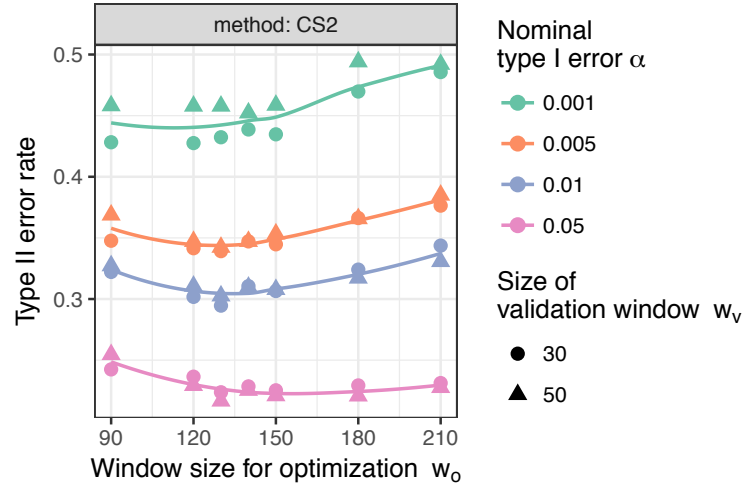 method: CS2
0.5
0.4
0.3
Type II error rate
90 120 150 180 210
Window size for optimization w_o
Nominal
type I error α
0.001
0.005
0.01
0.05
Size of
validation window w_v
30
50